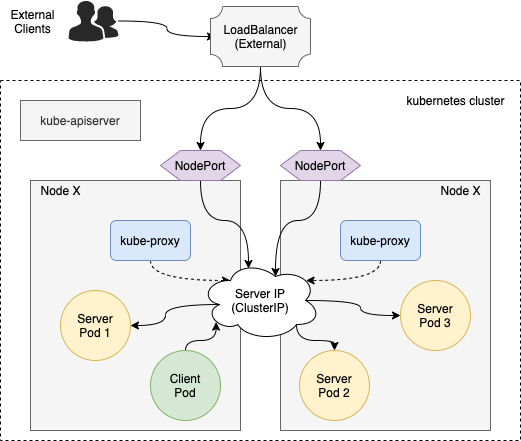 External
Clients
LoadBalancer
(External)
kubernetes cluster
kube-apiserver
NodePort
NodePort
Node X
Node X
kube-proxy
kube-proxy
Server IP
(ClusterIP)
Server
Pod 1
Server
Pod 3
Client
Pod
Server
Pod 2